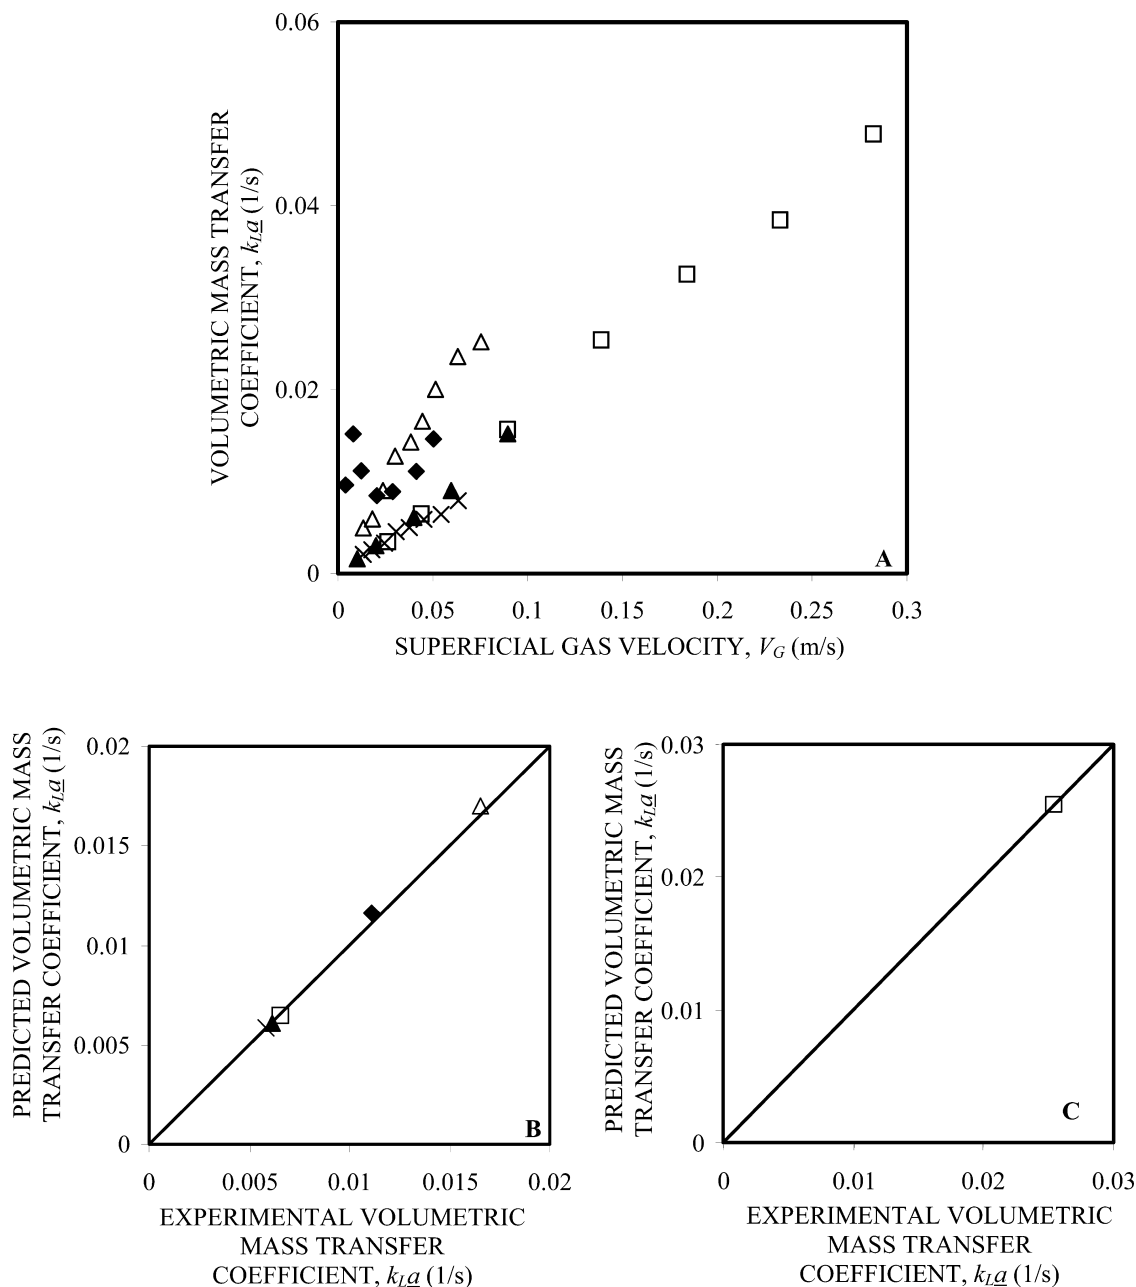 0.06
0.04
0.02
0
VOLUMETRIC MASS TRANSFER
COEFFICIENT, kLa (1/s)
A
0 0.05 0.1 0.15 0.2 0.25 0.3
SUPERFICIAL GAS VELOCITY, VG (m/s)
0.02
0.015
0.01
0.005
0
PREDICTED VOLUMETRIC MASS
TRANSFER COEFFICIENT, kLa (1/s)
B
0 0.005 0.01 0.015 0.02
EXPERIMENTAL VOLUMETRIC
MASS TRANSFER
COEFFICIENT, kLa (1/s)
0.03
0.02
0.01
0
PREDICTED VOLUMETRIC MASS
TRANSFER COEFFICIENT, kLa (1/s)
C
0 0.01 0.02 0.03
EXPERIMENTAL VOLUMETRIC
MASS TRANSFER
COEFFICIENT, kLa (1/s)